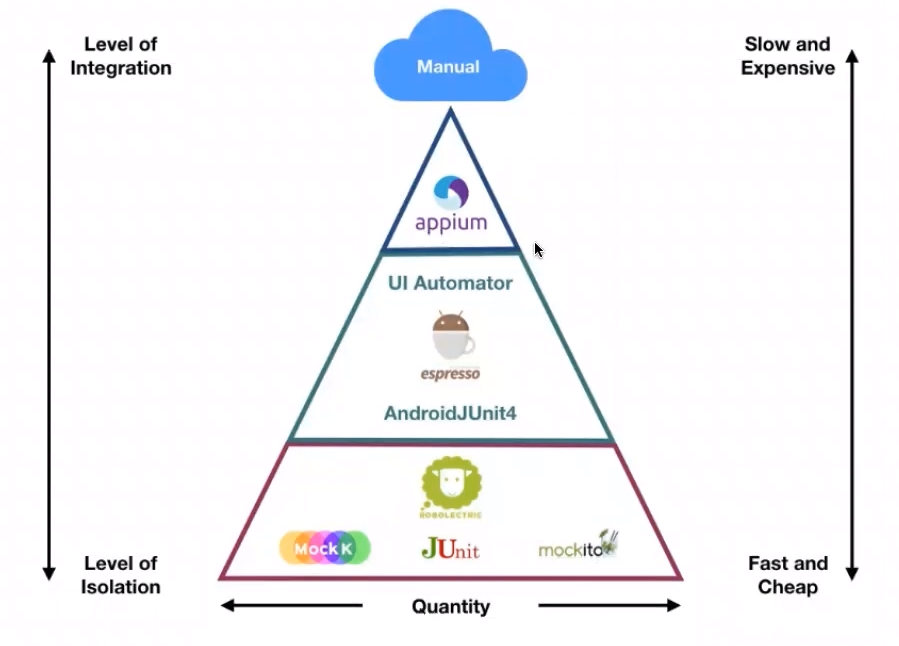 Level of
Integration
Manual
Slow and
Expensive
appium
UI Automator
espresso
AndroidJUnit4
ROBOLECTRIC
MockK
JUnit
mockito
Level of
Isolation
Quantity
Fast and
Cheap